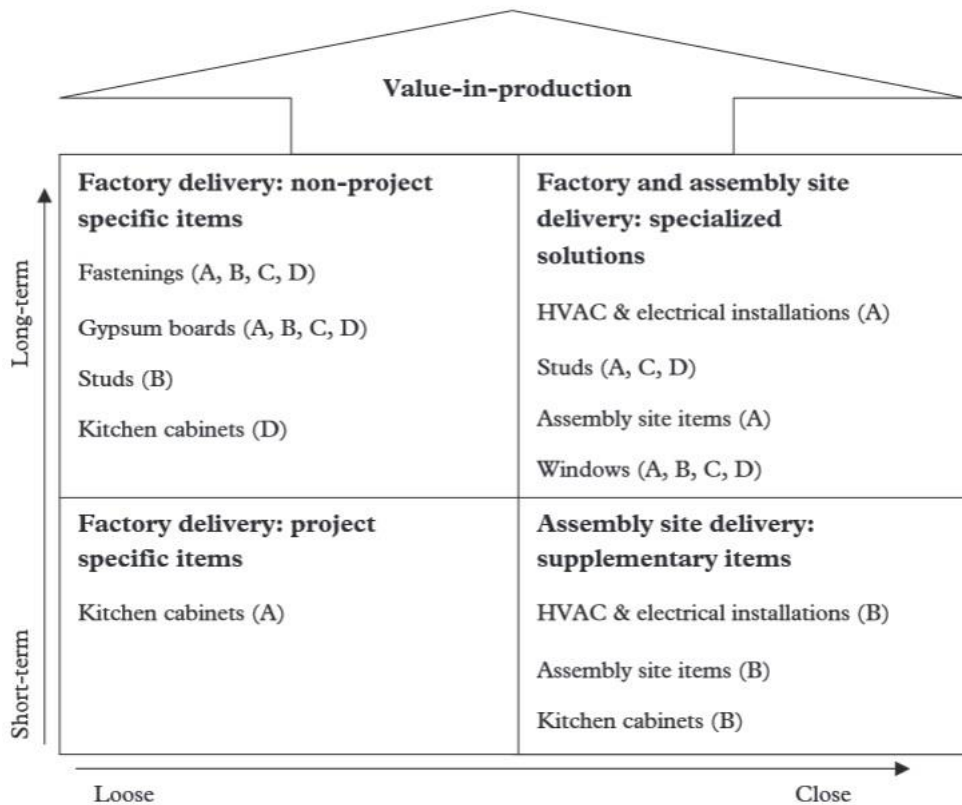 Value-in-production
Factory delivery: non-project
specific items
Fastenings (A, B, C, D)
Gypsum boards (A, B, C, D)
Studs (B)
Kitchen cabinets (D)
Factory and assembly site
delivery: specialized
solutions
HVAC & electrical installations (A)
Studs (A, C, D)
Assembly site items (A)
Windows (A, B, C, D)
Factory delivery: project
specific items
Kitchen cabinets (A)
Assembly site delivery:
supplementary items
HVAC & electrical installations (B)
Assembly site items (B)
Kitchen cabinets (B)
Long-term
Short-term
Loose
Close